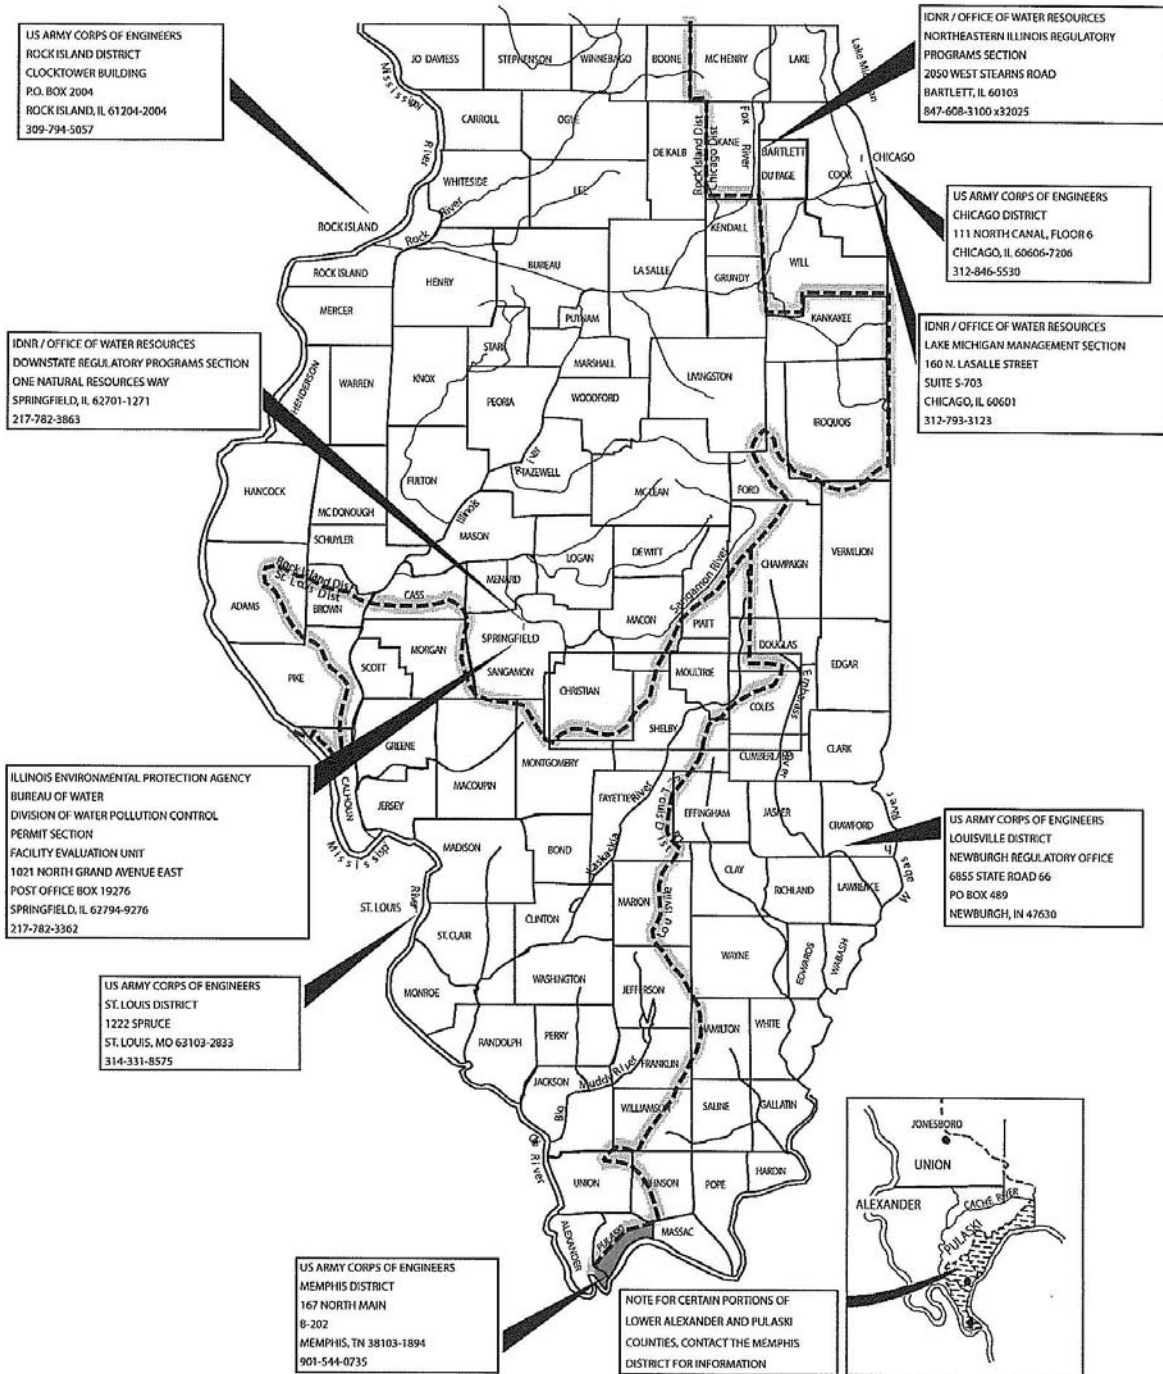 US ARMY CORPS OF ENGINEERS
ROCK ISLAND DISTRICT
CLOCKTOWER BUILDING
P.O. BOX 2004
ROCK ISLAND, IL 61204-2004
309-794-5057
IDNR / OFFICE OF WATER RESOURCES
NORTHEASTERN ILLINOIS REGULATORY
PROGRAMS SECTION
2050 WEST STEARNS ROAD
BARTLETT, IL 60103
847-608-3100 x32025
US ARMY CORPS OF ENGINEERS
CHICAGO DISTRICT
111 NORTH CANAL, FLOOR 6
CHICAGO, IL 60606-7206
312-846-5530
IDNR / OFFICE OF WATER RESOURCES
LAKE MICHIGAN MANAGEMENT SECTION
160 N. LASALLE STREET
SUITE S-703
CHICAGO, IL 60601
312-793-3123
IDNR / OFFICE OF WATER RESOURCES
DOWNSTATE REGULATORY PROGRAMS SECTION
ONE NATURAL RESOURCES WAY
SPRINGFIELD, IL 62701-1271
217-782-3863
ILLINOIS ENVIRONMENTAL PROTECTION AGENCY
BUREAU OF WATER
DIVISION OF WATER POLLUTION CONTROL
PERMIT SECTION
FACILITY EVALUATION UNIT
1021 NORTH GRAND AVENUE EAST
POST OFFICE BOX 19276
SPRINGFIELD, IL 62794-9276
217-782-3362
US ARMY CORPS OF ENGINEERS
LOUISVILLE DISTRICT
NEWBURGH REGULATORY OFFICE
6855 STATE ROAD 66
PO BOX 489
NEWBURGH, IN 47630
US ARMY CORPS OF ENGINEERS
ST. LOUIS DISTRICT
1222 SPRUCE
ST. LOUIS, MO 63103-2833
314-331-8575
US ARMY CORPS OF ENGINEERS
MEMPHIS DISTRICT
167 NORTH MAIN
B-202
MEMPHIS, TN 38103-1894
901-544-0735
NOTE FOR CERTAIN PORTIONS OF
LOWER ALEXANDER AND PULASKI
COUNTIES, CONTACT THE MEMPHIS
DISTRICT FOR INFORMATION
JO DAVIESS
STEPHENSON
WINNEBAGO
BOONE
MC HENRY
LAKE
CARROLL
OGLE
DE KALB
KANE
Fox
River
Rock Island Dist
Chicago Dist
BARTLETT
DU PAGE
COOK
CHICAGO
WHITESIDE
LEE
Rock
River
ROCK ISLAND
ROCK ISLAND
KENDALL
WILL
BUREAU
LA SALLE
GRUNDY
HENRY
MERCER
PUTNAM
KANKAKEE
STARK
MARSHALL
KNOX
WARREN
HENDERSON
PEORIA
WOODFORD
LIVINGSTON
IROQUOIS
FORD
FULTON
TAZEWELL
MCLEAN
HANCOCK
MC DONOUGH
SCHUYLER
Illinois
River
MASON
LOGAN
DEWITT
CHAMPAIGN
VERMILION
ADAMS
Rock Island Dist
St. Louis Dist
BROWN
CASS
MENARD
MACON
PIATT
Sangamon River
SPRINGFIELD
SANGAMON
MORGAN
SCOTT
PIKE
DOUGLAS
EDGAR
MOULTRIE
COLES
Embarrass
River
CHRISTIAN
SHELBY
CUMBERLAND
CLARK
GREENE
MACOUPIN
MONTGOMERY
CALHOUN
JERSEY
FAYETTE
Kaskaskia
River
EFFINGHAM
JASPER
CRAWFORD
MADISON
BOND
CLAY
RICHLAND
LAWRENCE
ST. LOUIS
ST. CLAIR
CLINTON
MARION
WAYNE
EDWARDS
WABASH
MONROE
WASHINGTON
JEFFERSON
RANDOLPH
PERRY
HAMILTON
WHITE
FRANKLIN
JACKSON
Big
Muddy River
WILLIAMSON
SALINE
GALLATIN
UNION
POPE
HARDIN
ALEXANDER
PULASKI
MASSAC
Mississippi
River
JONESBORO
UNION
ALEXANDER
CACHE RIVER
PULASKI